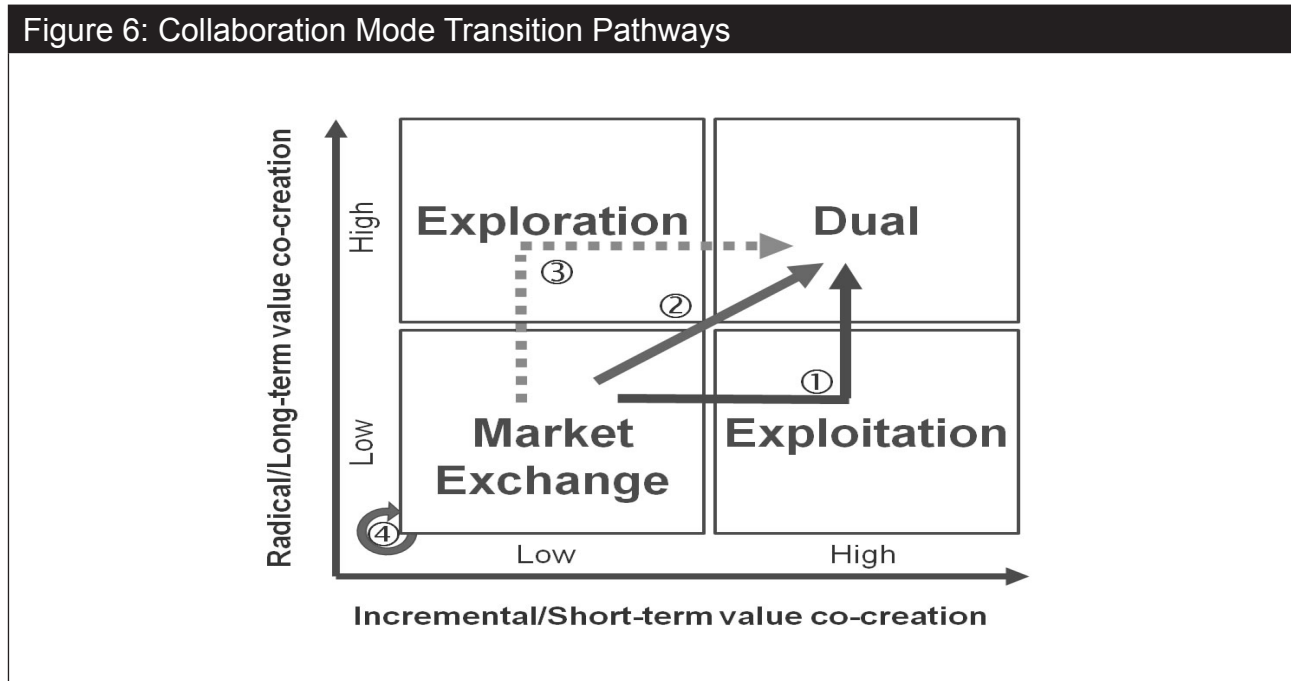 Figure 6: Collaboration Mode Transition Pathways
Radical/Long-term value co-creation
High
Low
Exploration
Dual
③
②
①
Market
Exchange
Exploitation
④
Low
High
Incremental/Short-term value co-creation